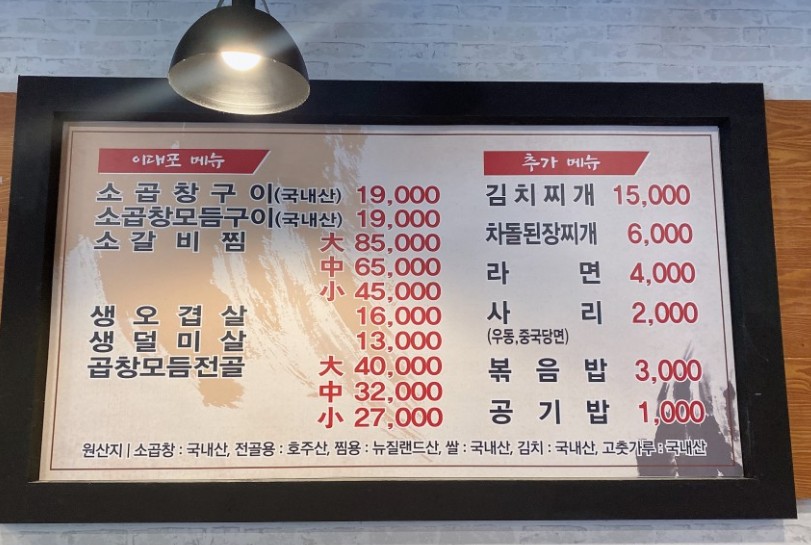 이대포 메뉴
소곱창구이(국내산) 19,000
소곱창모듬구이(국내산) 19,000
소갈비찜 大 85,000
中 65,000
小 45,000
생오겹살 16,000
생덜미살 13,000
곱창모듬전골 大 40,000
中 32,000
小 27,000
추가 메뉴
김치찌개 15,000
차돌된장찌개 6,000
라면 4,000
사리 2,000
(우동,중국당면)
볶음밥 3,000
공기밥 1,000
원산지 | 소곱창 : 국내산, 전골용 : 호주산, 찜용 : 뉴질랜드산, 쌀 : 국내산, 김치 : 국내산, 고춧가루 : 국내산